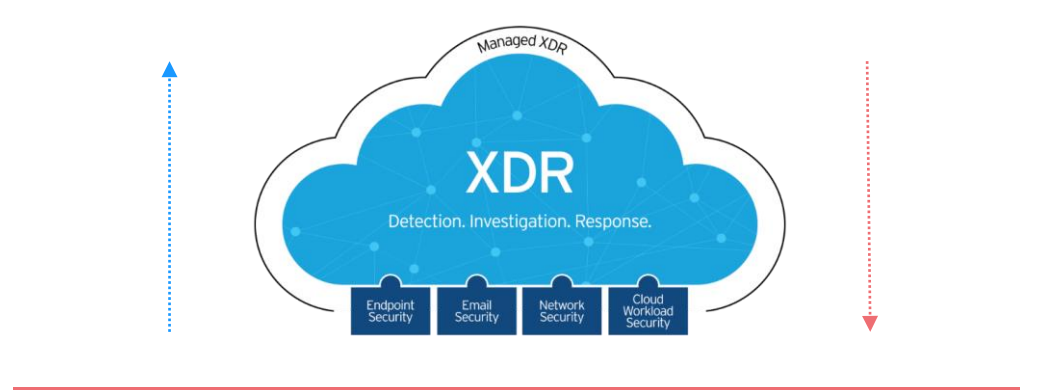 Managed XDR
XDR
Detection. Investigation. Response.
Endpoint
Security
Email
Security
Network
Security
Cloud
Workload
Security